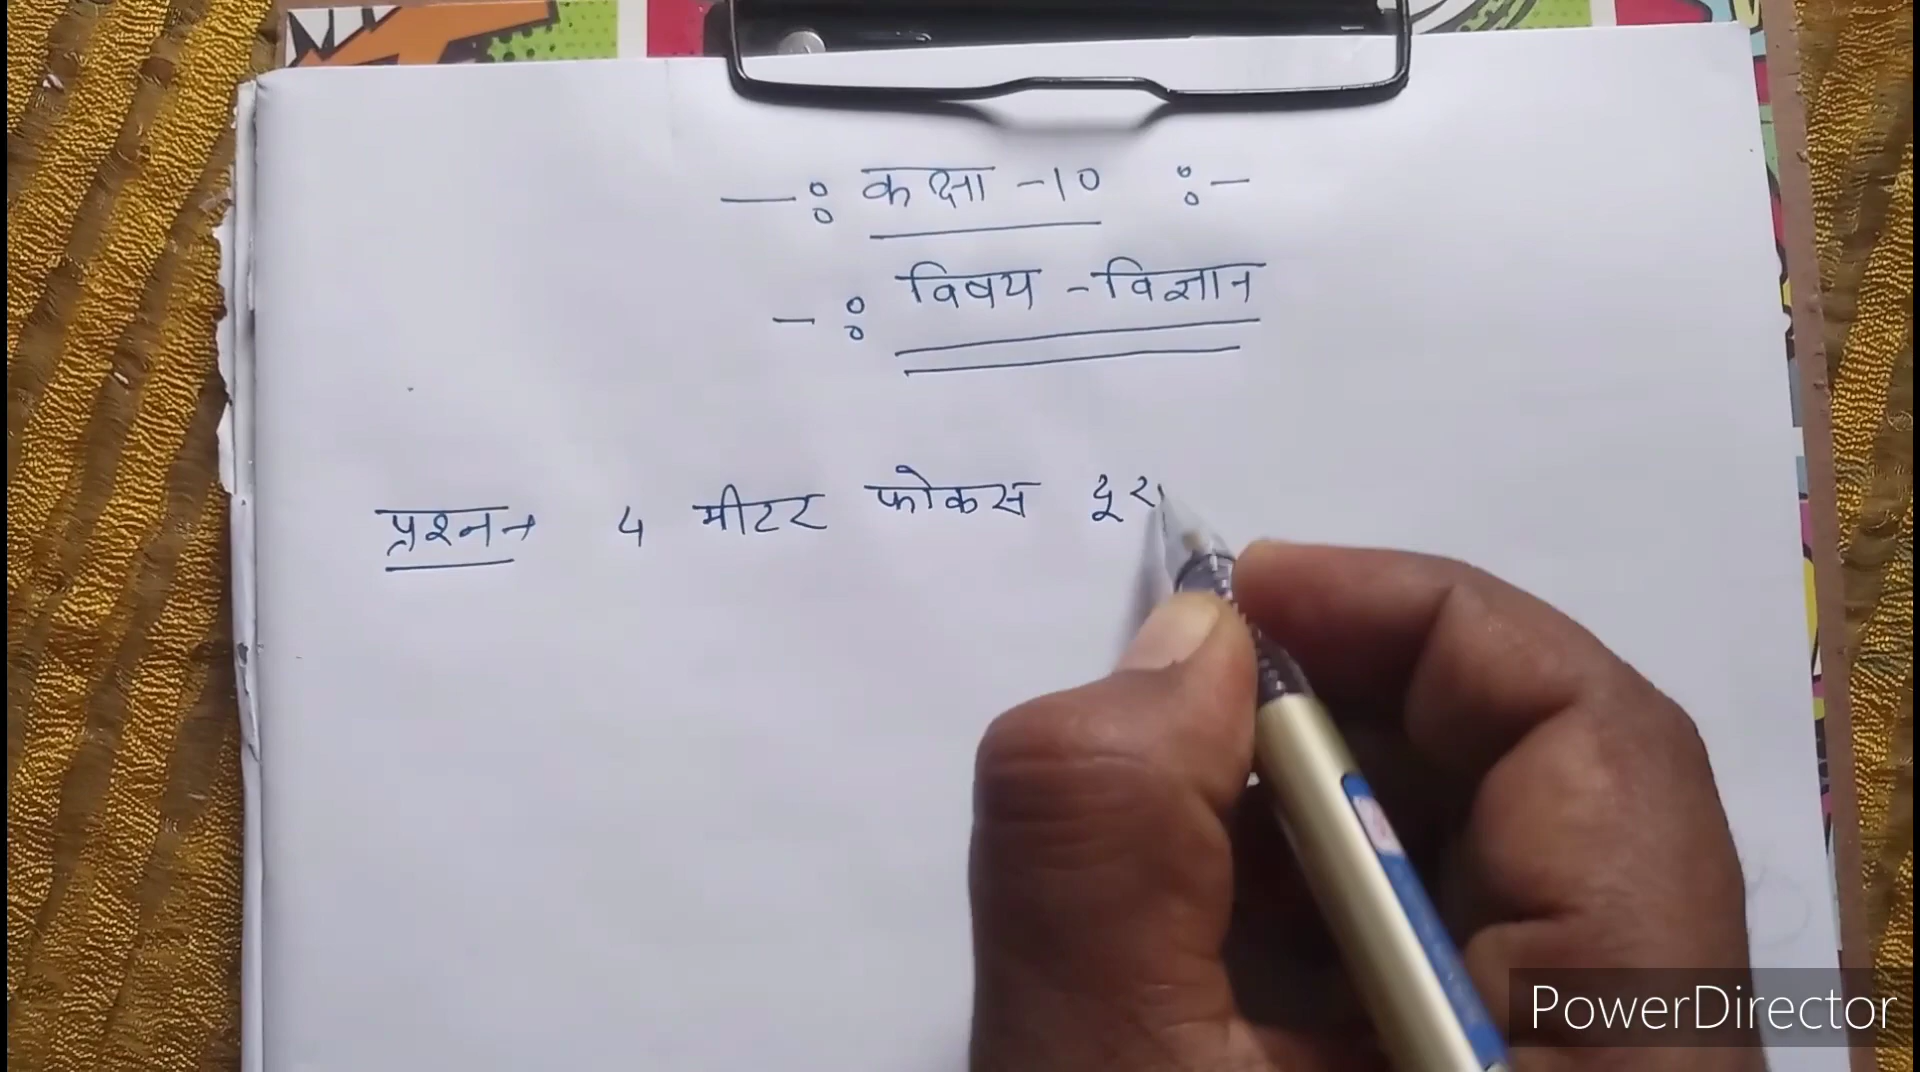 —: कक्षा -10 :-
-: विषय - विज्ञान
प्रश्न→ 4 मीटर फोकस दूर
PowerDirector